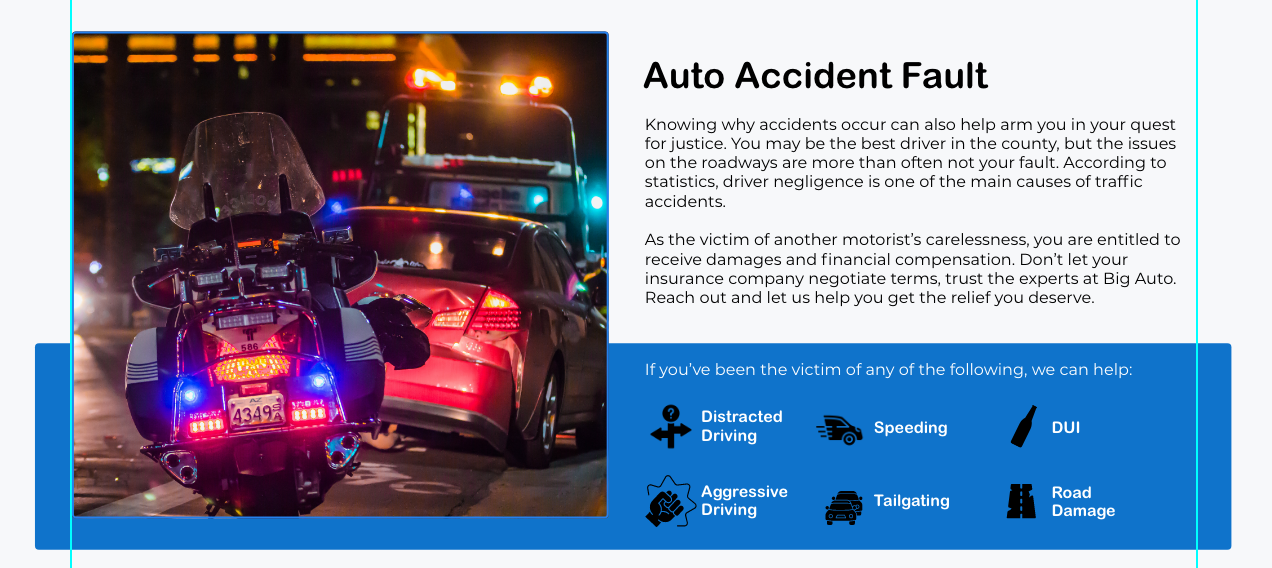 Auto Accident Fault
Knowing why accidents occur can also help arm you in your quest
for justice. You may be the best driver in the county, but the issues
on the roadways are more than often not your fault. According to
statistics, driver negligence is one of the main causes of traffic
accidents.
As the victim of another motorist’s carelessness, you are entitled to
receive damages and financial compensation. Don’t let your
insurance company negotiate terms, trust the experts at Big Auto.
Reach out and let us help you get the relief you deserve.
586
AZ
4349
If you’ve been the victim of any of the following, we can help:
Distracted
Driving
Speeding
DUI
Aggressive
Driving
Tailgating
Road
Damage